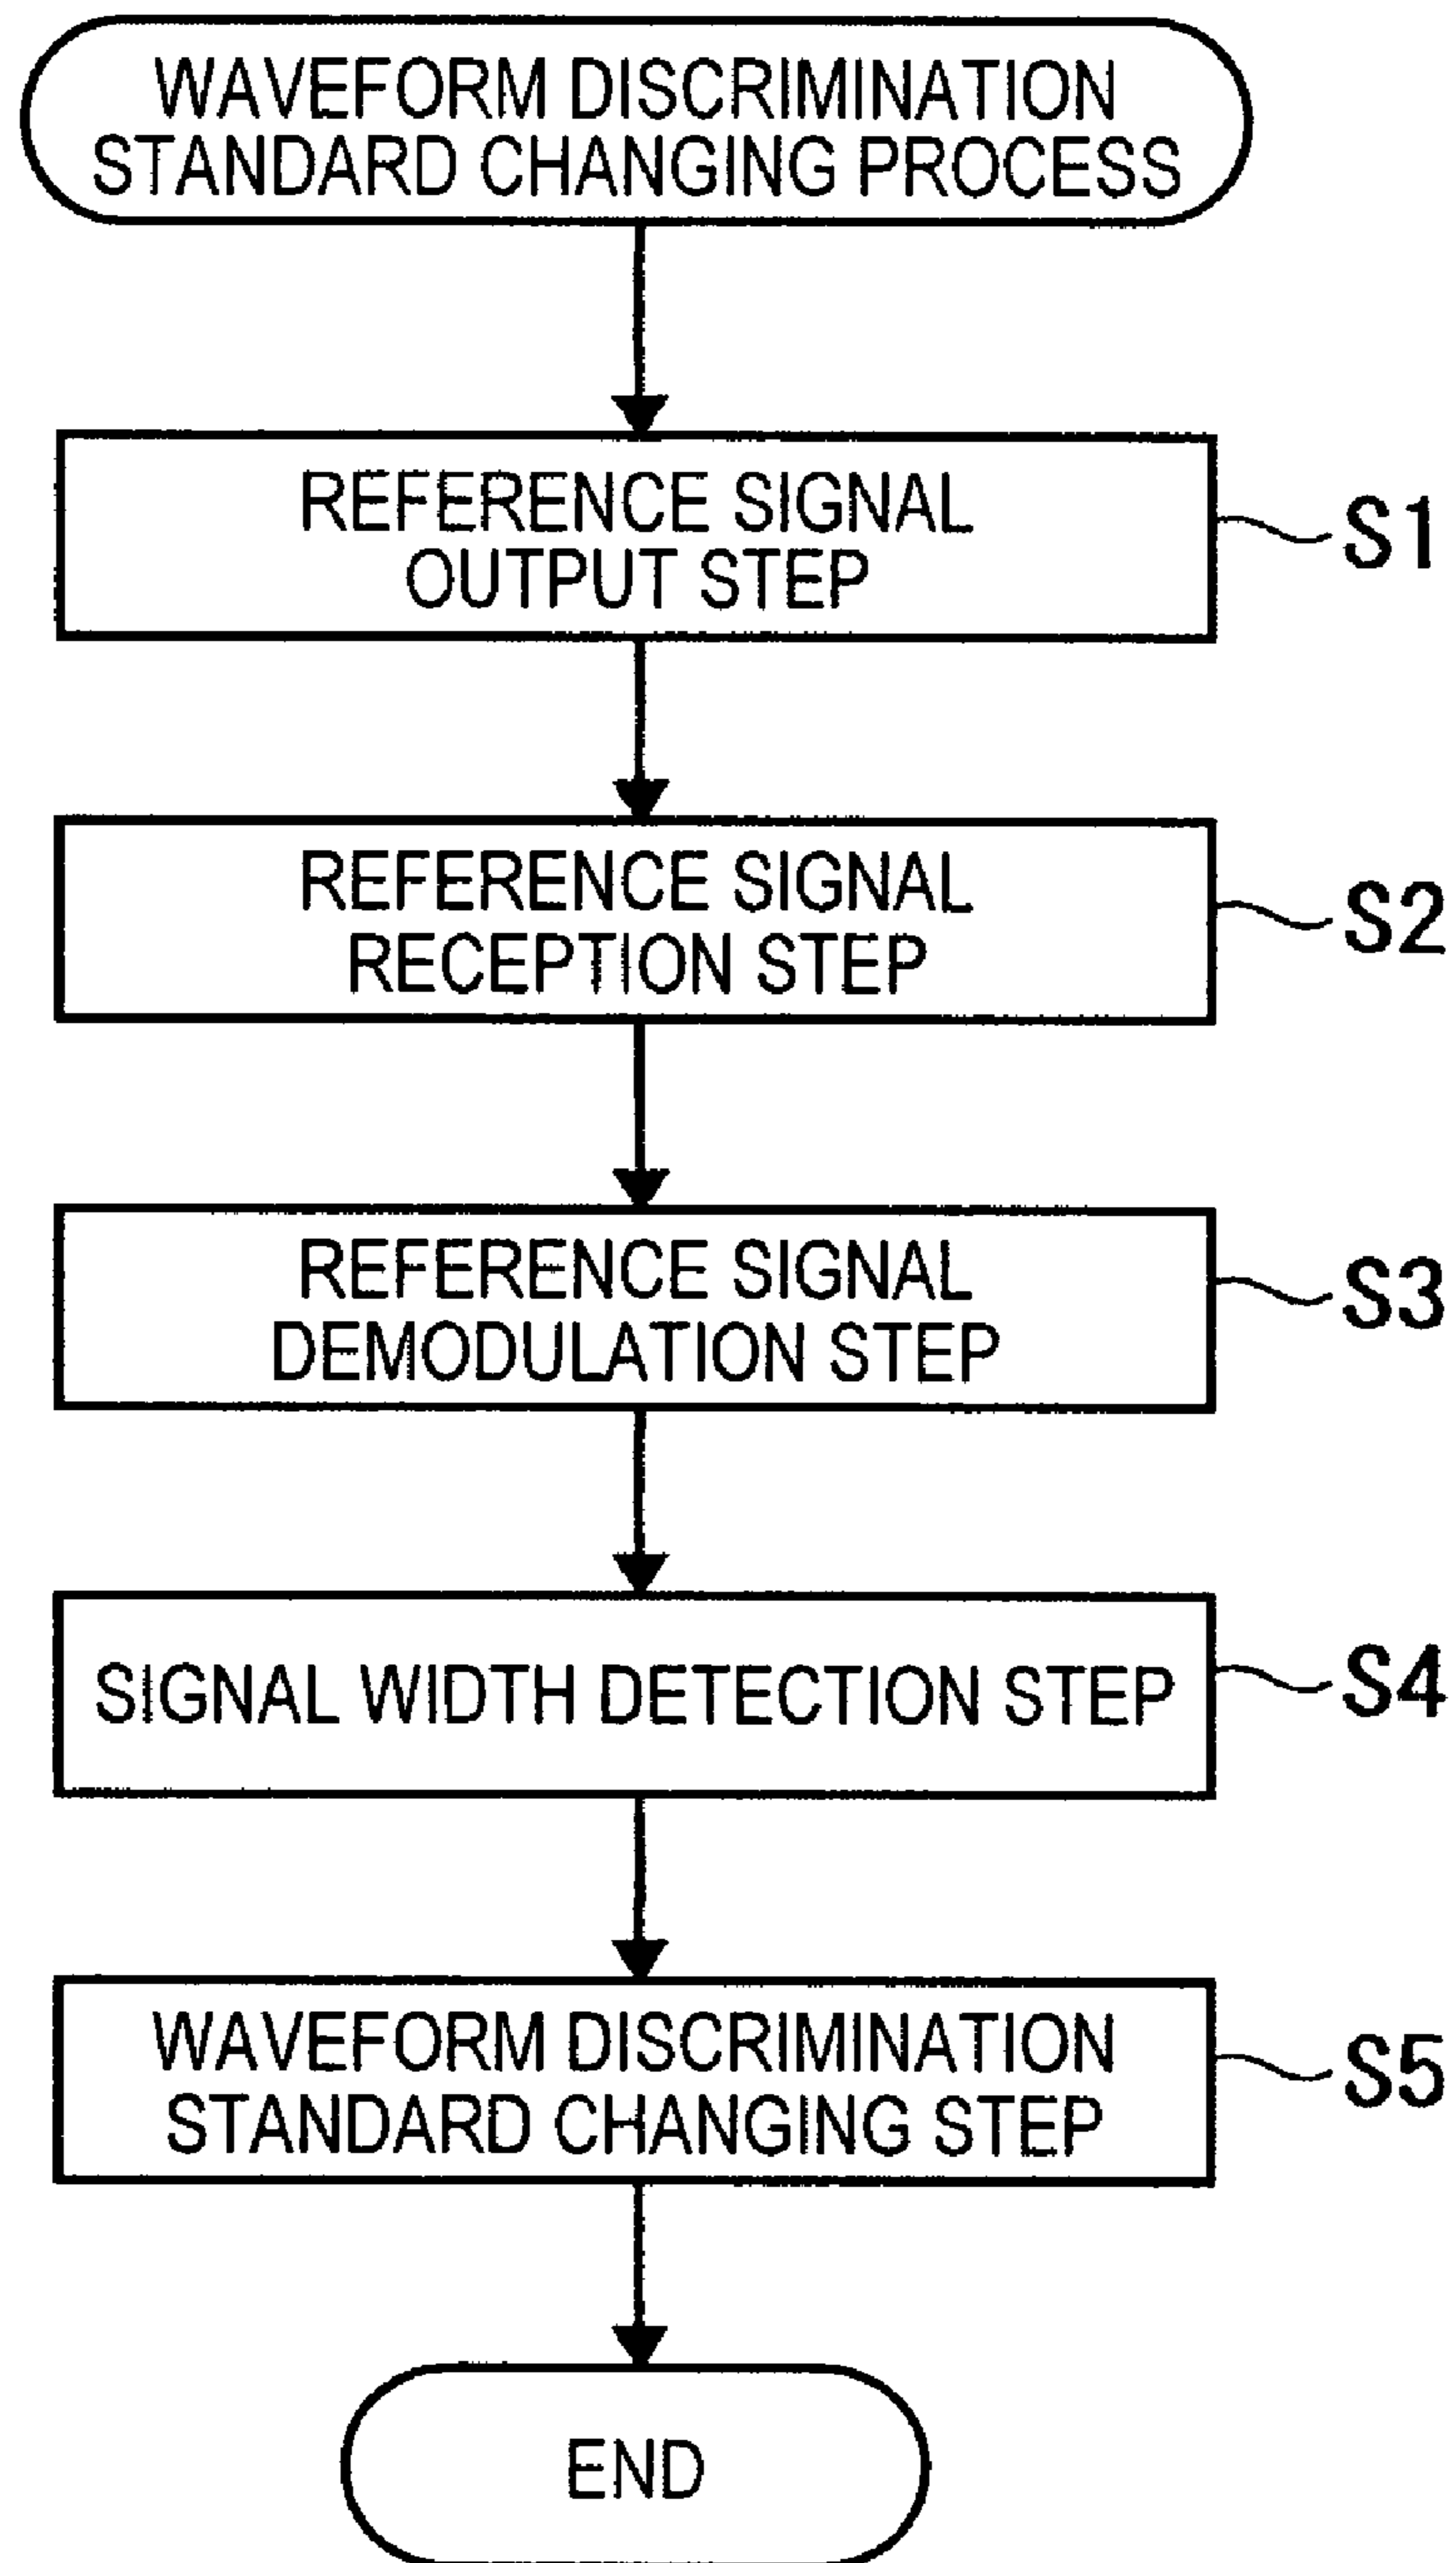 WAVEFORM DISCRIMINATION
STANDARD CHANGING PROCESS
REFERENCE SIGNAL
OUTPUT STEP
S1
REFERENCE SIGNAL
RECEPTION STEP
S2
REFERENCE SIGNAL
DEMODULATION STEP
S3
SIGNAL WIDTH DETECTION STEP
S4
WAVEFORM DISCRIMINATION
STANDARD CHANGING STEP
S5
END